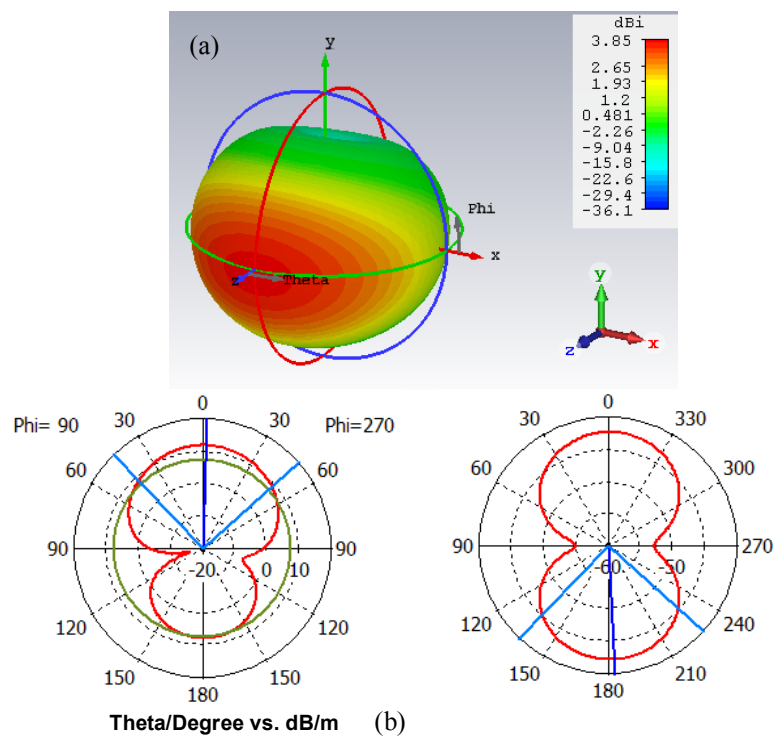 (a)
y
dBi
3.85
2.65
1.93
1.2
0.481
-2.26
-9.04
-15.8
-22.6
-29.4
-36.1
Phi
x
z
Theta
y
z
x
Phi= 90
30
0
30
Phi=270
60
60
90
-20
0
10
90
120
120
150
180
150
30
0
330
60
300
90
-60
-50
270
120
240
150
180
210
Theta/Degree vs. dB/m
(b)